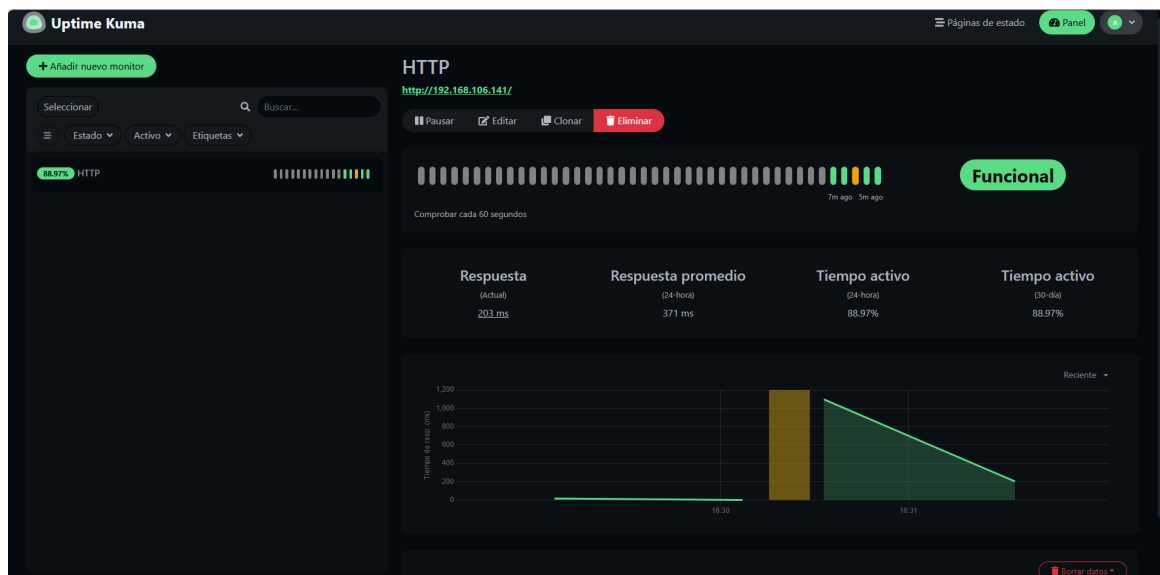 Uptime Kuma
Páginas de estado
Panel
A
Añadir nuevo monitor
Seleccionar
Buscar...
Estado
Activo
Etiquetas
88.97% HTTP
HTTP
http://192.168.106.141/
Pausar Editar Clonar Eliminar
7m ago 5m ago
Comprobar cada 60 segundos
Funcional
Respuesta
(Actual)
203 ms
Respuesta promedio
(24-hora)
371 ms
Tiempo activo
(24-hora)
88.97%
Tiempo activo
(30-día)
88.97%
Reciente
Tiempo de resp. (ms)
1,200
1,000
800
600
400
200
0
16:30 16:31
Borrar datos